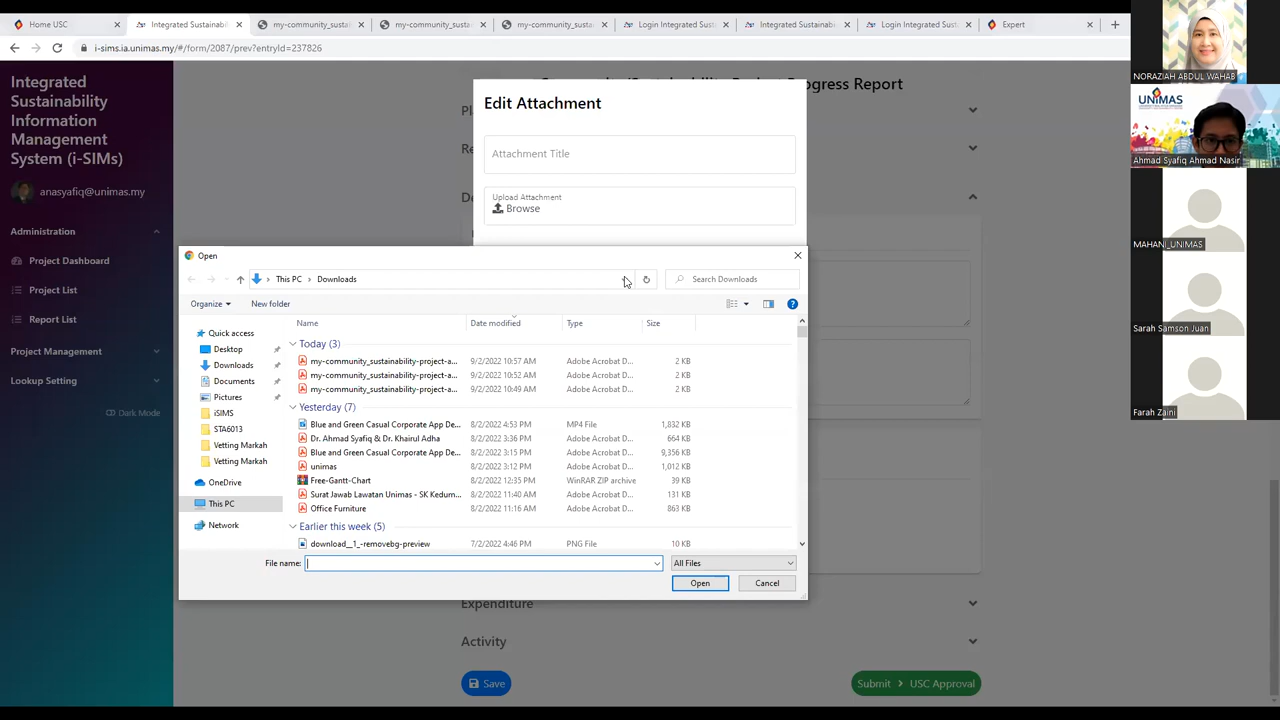 Home USC
Integrated Sustainab
my-community_susta
my-community_susta
my-community_susta
Login Integrated Sust
Integrated Sustainab
Login Integrated Sus
Expert
i-sims.ia.unimas.my/#/form/2087/prev?entryId=237826
Integrated
Sustainability
Information
Management
System (i-SIMs)
anasyafiq@unimas.my
Administration
Project Dashboard
Project List
Report List
Project Management
Lookup Setting
Dark Mode
ogress Report
Edit Attachment
Attachment Title
Upload Attachment
Browse
Open
This PC
Downloads
Search Downloads
Organize
New folder
Name
Date modified
Type
Size
Quick access
Desktop
Downloads
Documents
Pictures
iSIMS
STA6013
Vetting Markah
Vetting Markah
OneDrive
This PC
Network
Today (3)
my-community_sustainability-project-a... 9/2/2022 10:57 AM Adobe Acrobat D... 2 KB
my-community_sustainability-project-a... 9/2/2022 10:52 AM Adobe Acrobat D... 2 KB
my-community_sustainability-project-a... 9/2/2022 10:49 AM Adobe Acrobat D... 2 KB
Yesterday (7)
Blue and Green Casual Corporate App De... 8/2/2022 4:53 PM MP4 File 1,832 KB
Dr. Ahmad Syafiq & Dr. Khairul Adha 8/2/2022 3:36 PM Adobe Acrobat D... 664 KB
Blue and Green Casual Corporate App De... 8/2/2022 3:15 PM Adobe Acrobat D... 9,356 KB
unimas 8/2/2022 3:12 PM Adobe Acrobat D... 1,012 KB
Free-Gantt-Chart 8/2/2022 12:35 PM WinRAR ZIP archive 39 KB
Surat Jawab Lawatan Unimas - SK Kedum... 8/2/2022 11:40 AM Adobe Acrobat D... 131 KB
Office Furniture 8/2/2022 11:16 AM Adobe Acrobat D... 863 KB
Earlier this week (5)
download__1_-removebg-preview 7/2/2022 4:46 PM PNG File 10 KB
File name:
All Files
Open
Cancel
Expenditure
Activity
Save
Submit > USC Approval
NORAZIAH ABDUL WAHAB
UNIMAS
Ahmad Syafiq Ahmad Nasir
MAHANI_UNIMAS
Sarah Samson Juan
Farah Zaini